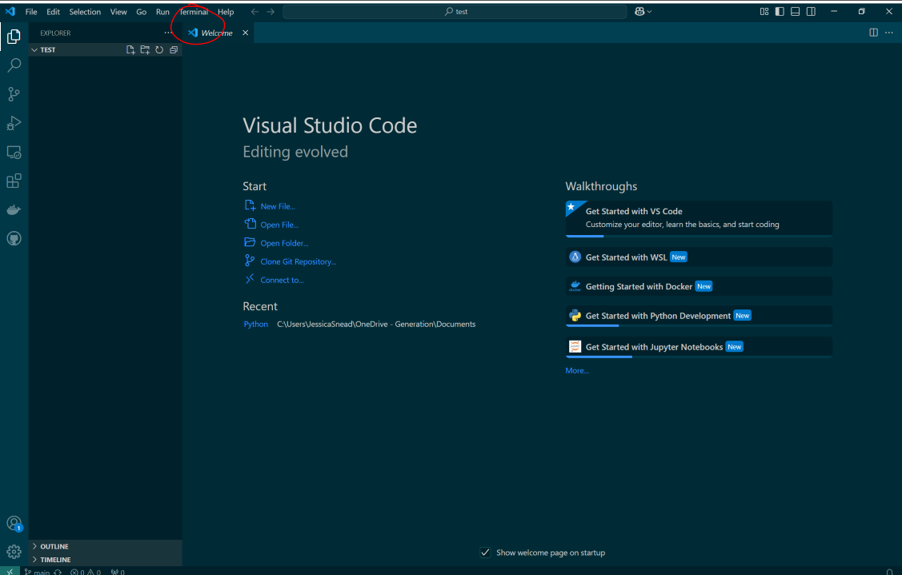 File Edit Selection View Go Run Terminal Help
test
EXPLORER
Welcome
TEST
Visual Studio Code
Editing evolved
Start
New File...
Open File...
Open Folder...
Clone Git Repository...
Connect to...
Recent
Python C:\Users\JessicaSnead\OneDrive - Generation\Documents
Walkthroughs
Get Started with VS Code
Customize your editor, learn the basics, and start coding
Get Started with WSL New
Getting Started with Docker New
Get Started with Python Development New
Get Started with Jupyter Notebooks New
More...
1
OUTLINE
TIMELINE
Show welcome page on startup
main 0 0 0